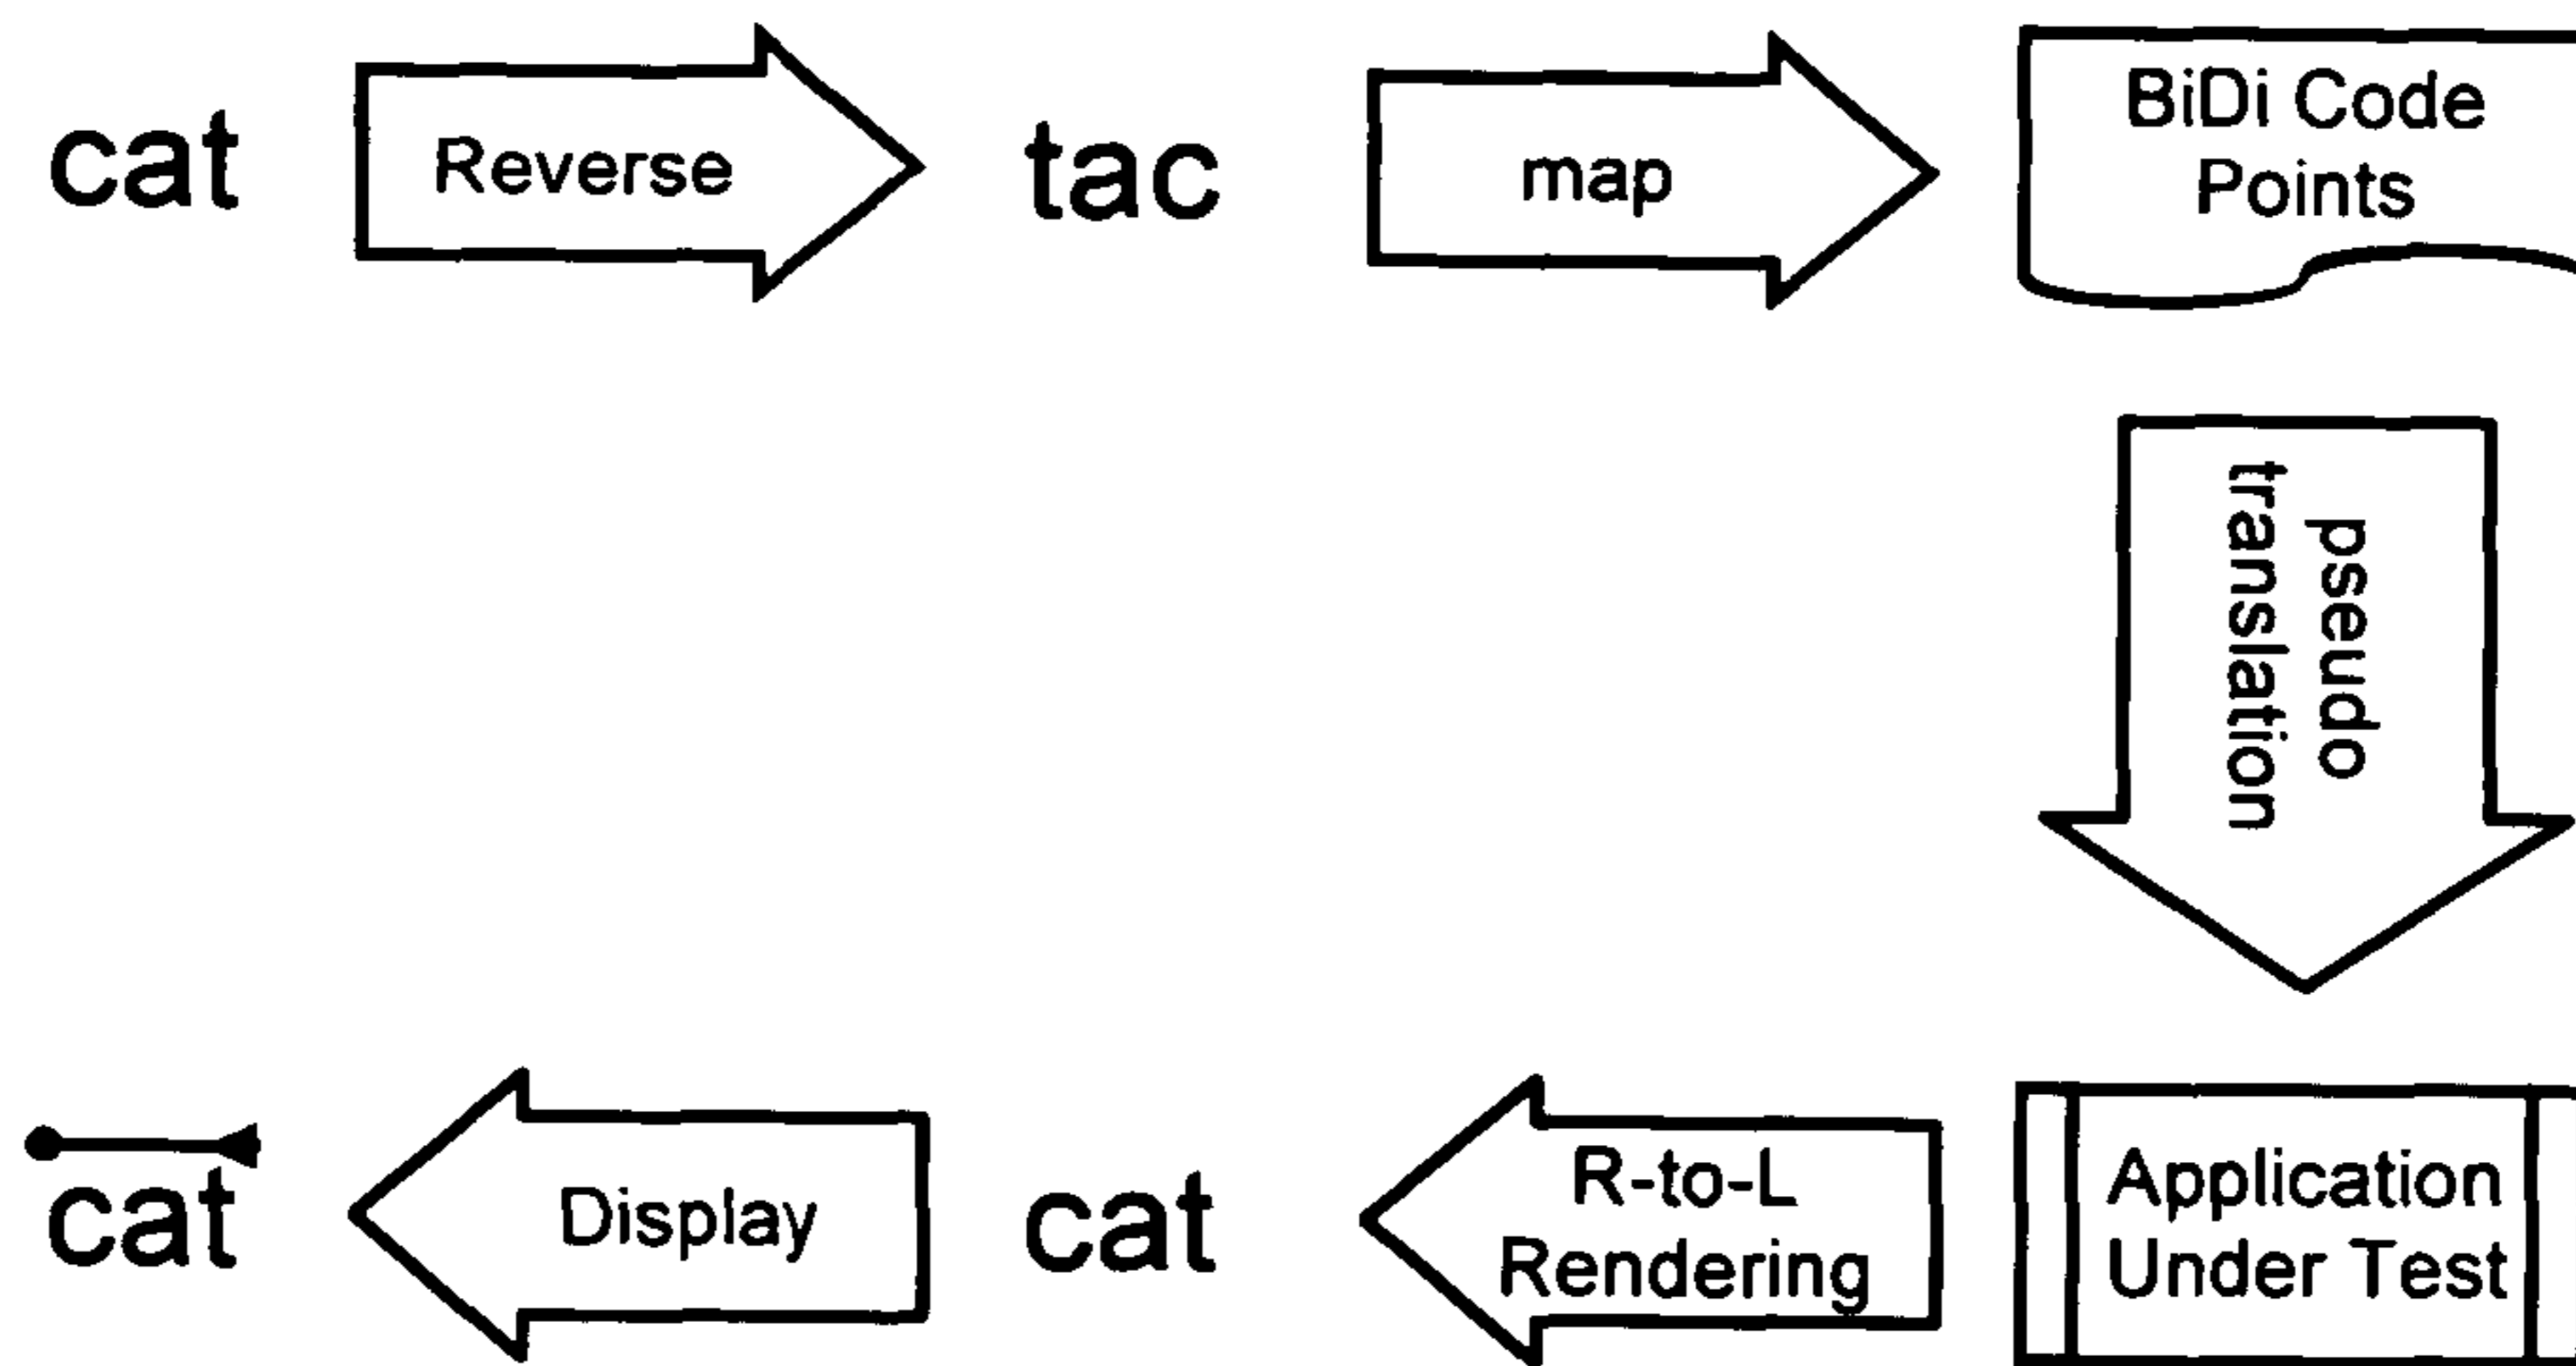 cat
Reverse
tac
map
BiDi Code
Points
pseudo
translation
Application
Under Test
R-to-L
Rendering
cat
Display
cat